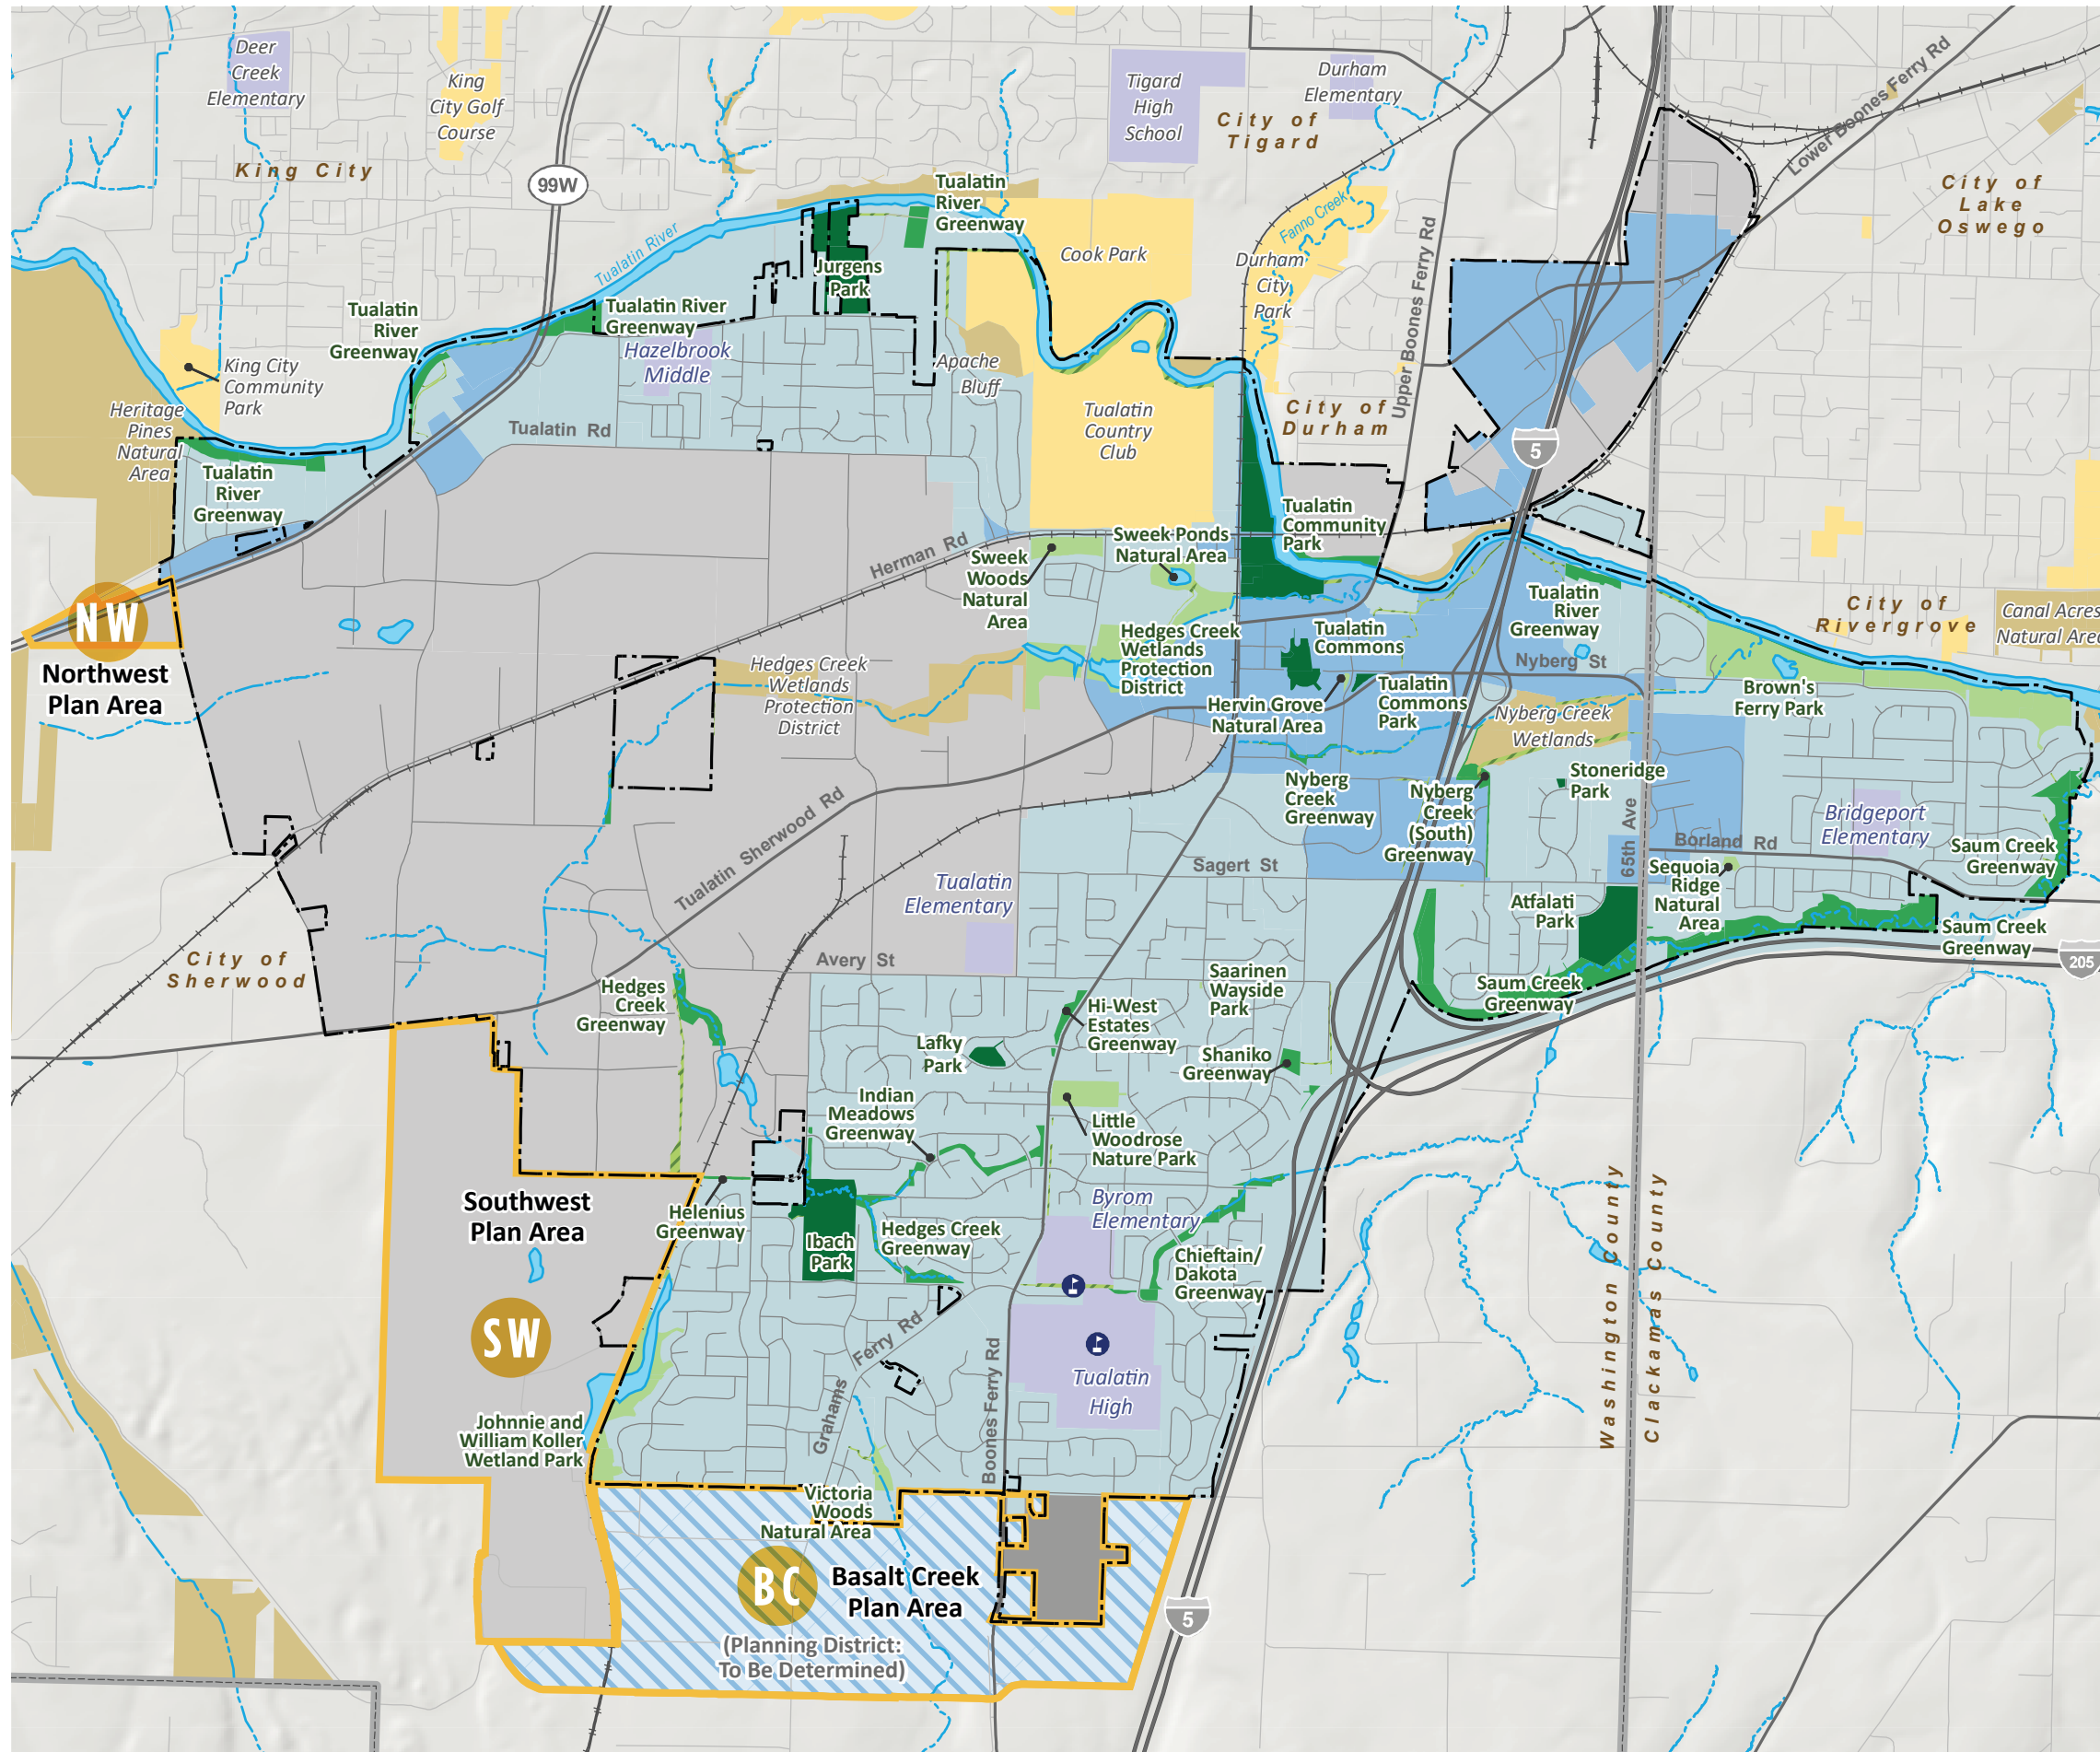 Deer
Creek
Elementary
King
City Golf
Course
Tigard
High
School
Durham
Elementary
City of
Tigard
Lower Boones Ferry Rd
King City
99W
City of
Lake
Oswego
Tualatin
River
Greenway
Tualatin River
Fanno Creek
Cook Park
Durham
City
Park
Upper Boones Ferry Rd
Jurgens
Park
Tualatin
River
Greenway
Tualatin River
Greenway
Hazelbrook
Middle
King City
Community
Park
Apache
Bluff
Heritage
Pines
Natural
Area
Tualatin
Country
Club
City of
Durham
Tualatin Rd
5
Tualatin
River
Greenway
Tualatin
Community
Park
Herman Rd
Sweek Ponds
Natural Area
Sweek
Woods
Natural
Area
NW
Northwest
Plan Area
Tualatin
River
Greenway
City of
Rivergrove
Canal Acres
Natural Area
Hedges Creek
Wetlands
Protection
District
Tualatin
Commons
Nyberg St
Hedges Creek
Wetlands
Protection
District
Hervin Grove
Natural Area
Tualatin
Commons
Park
Nyberg Creek
Wetlands
Brown's
Ferry Park
Nyberg
Creek
Greenway
Nyberg
Creek
(South)
Greenway
Stoneridge
Park
65th Ave
Bridgeport
Elementary
Borland Rd
Saum Creek
Greenway
Tualatin Sherwood Rd
Sagert St
Sequoia
Ridge
Natural
Area
Tualatin
Elementary
Atfalati
Park
Saum Creek
Greenway
205
City of
Sherwood
Avery St
Hedges
Creek
Greenway
Saarinen
Wayside
Park
Saum Creek
Greenway
Hi-West
Estates
Greenway
Lafky
Park
Shaniko
Greenway
Indian
Meadows
Greenway
Little
Woodrose
Nature Park
Southwest
Plan Area
Helenius
Greenway
Byrom
Elementary
Ibach
Park
Hedges Creek
Greenway
Chieftain/
Dakota
Greenway
Washington County
Clackamas County
SW
Grahams Ferry Rd
Boones Ferry Rd
Tualatin
High
Johnnie and
William Koller
Wetland Park
Victoria
Woods
Natural Area
BC
Basalt Creek
Plan Area
(Planning District:
To Be Determined)
5